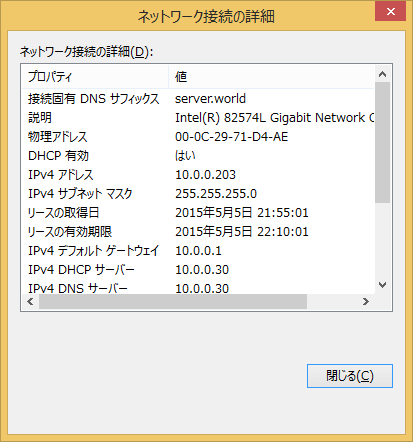 ネットワーク接続の詳細
ネットワーク接続の詳細(D):
プロパティ 値
接続固有 DNS サフィックス server.world
説明 Intel(R) 82574L Gigabit Network C
物理アドレス 00-0C-29-71-D4-AE
DHCP 有効 はい
IPv4 アドレス 10.0.0.203
IPv4 サブネット マスク 255.255.255.0
リースの取得日 2015年5月5日 21:55:01
リースの有効期限 2015年5月5日 22:10:01
IPv4 デフォルト ゲートウェイ 10.0.0.1
IPv4 DHCP サーバー 10.0.0.30
IPv4 DNS サーバー 10.0.0.30
閉じる(C)